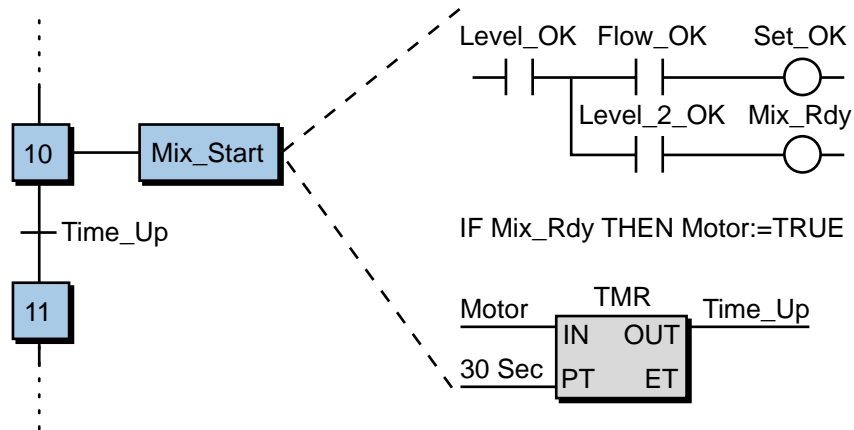 10
Mix_Start
Time_Up
11
Level_OK Flow_OK Set_OK
Level_2_OK Mix_Rdy
IF Mix_Rdy THEN Motor:=TRUE
Motor TMR Time_Up
IN OUT
30 Sec PT ET